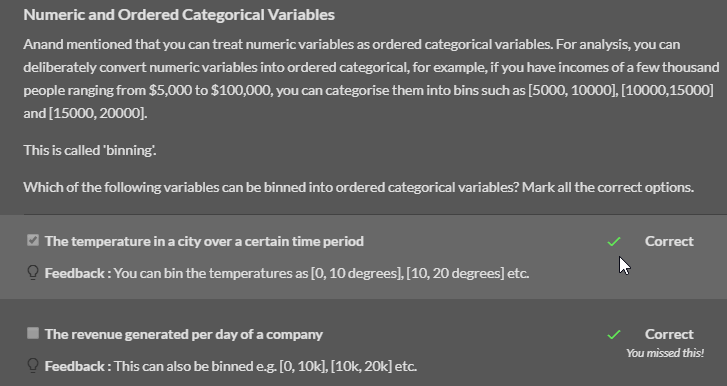 Numeric and Ordered Categorical Variables
Anand mentioned that you can treat numeric variables as ordered categorical variables. For analysis, you can
deliberately convert numeric variables into ordered categorical, for example, if you have incomes of a few thousand
people ranging from $5,000 to $100,000, you can categorise them into bins such as [5000, 10000], [10000,15000]
and [15000, 20000].
This is called 'binning'.
Which of the following variables can be binned into ordered categorical variables? Mark all the correct options.
The temperature in a city over a certain time period
Correct
Feedback : You can bin the temperatures as [0, 10 degrees], [10, 20 degrees] etc.
The revenue generated per day of a company
Correct
You missed this!
Feedback : This can also be binned e.g. [0, 10k], [10k, 20k] etc.